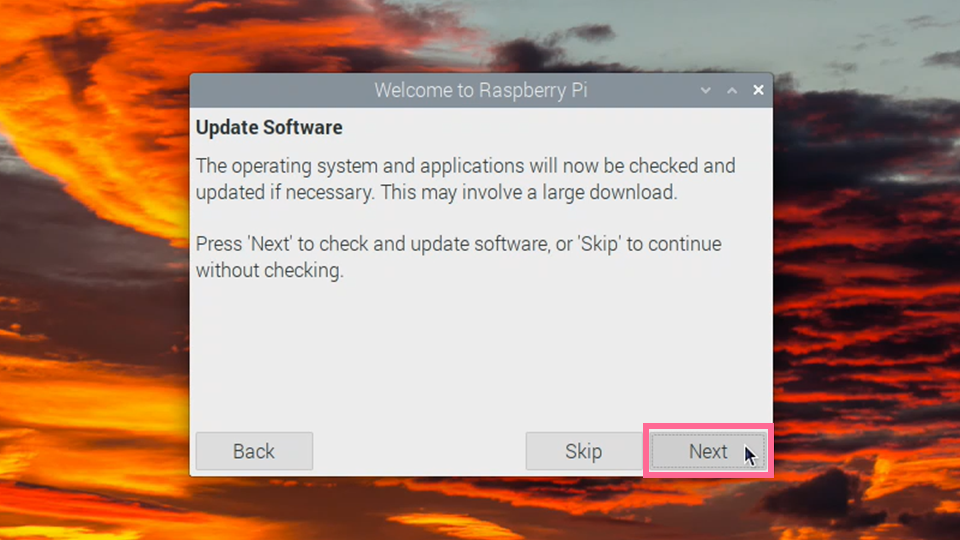 Welcome to Raspberry Pi
Update Software
The operating system and applications will now be checked and
updated if necessary. This may involve a large download.
Press 'Next' to check and update software, or 'Skip' to continue
without checking.
Back
Skip
Next